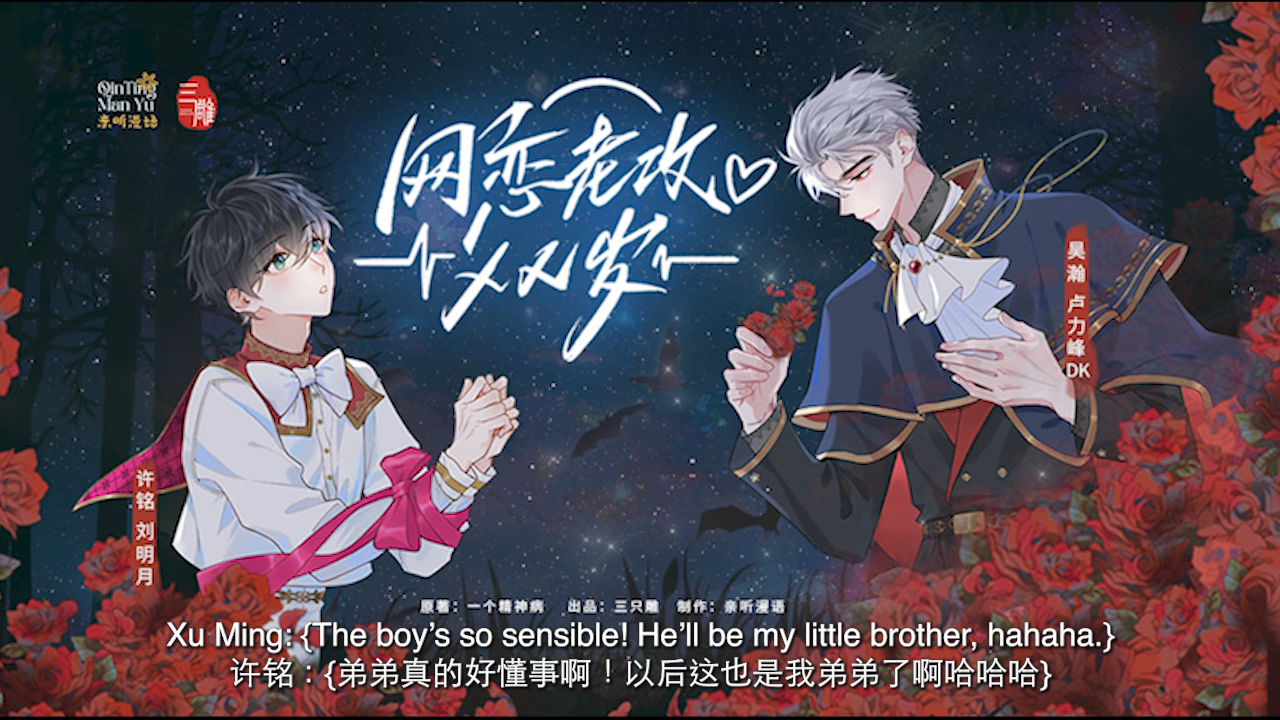 QinTing
Man Yu
亲听漫语
三雕
网恋老攻
岁
昊瀚 卢力峰DK
许铭 刘明月
原著：一个精神病 出品：三只雕 制作：亲听漫语
Xu Ming: {The boy’s so sensible! He’ll be my little brother, hahaha.}
许铭：{弟弟真的好懂事啊！以后这也是我弟弟了啊哈哈哈}